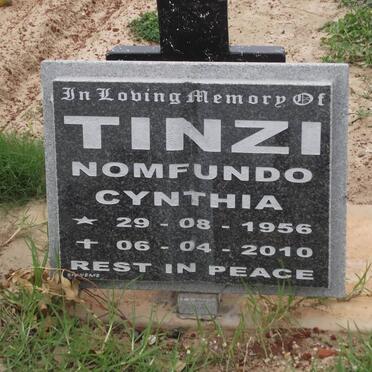 In Loving Memory Of
TINZI
NOMFUNDO
CYNTHIA
★ 29 - 08 - 1956
✝ 06 - 04 - 2010
REST IN PEACE